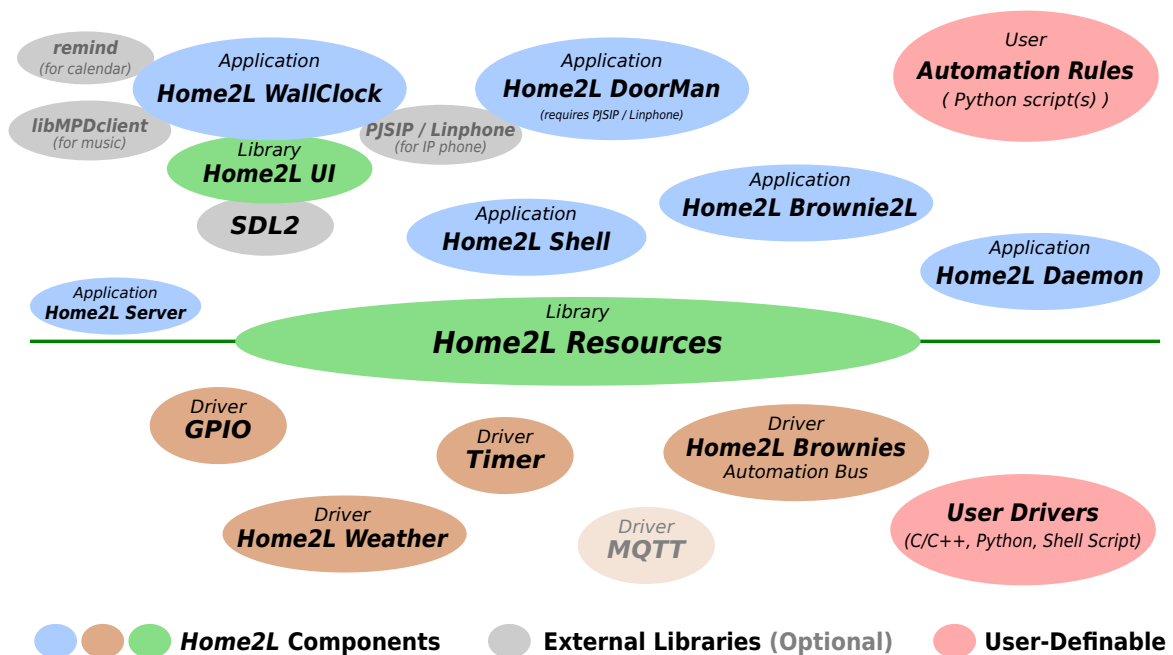 remind
(for calendar)
Application
Home2L WallClock
Application
Home2L DoorMan
(requires PJSIP / Linphone)
User
Automation Rules
( Python script(s) )
libMPDclient
(for music)
PJSIP / Linphone
(for IP phone)
Library
Home2L UI
SDL2
Application
Home2L Shell
Application
Home2L Brownie2L
Application
Home2L Daemon
Application
Home2L Server
Library
Home2L Resources
Driver
GPIO
Driver
Timer
Driver
Home2L Brownies
Automation Bus
Driver
Home2L Weather
Driver
MQTT
User Drivers
(C/C++, Python, Shell Script)
Home2L Components
External Libraries (Optional)
User-Definable